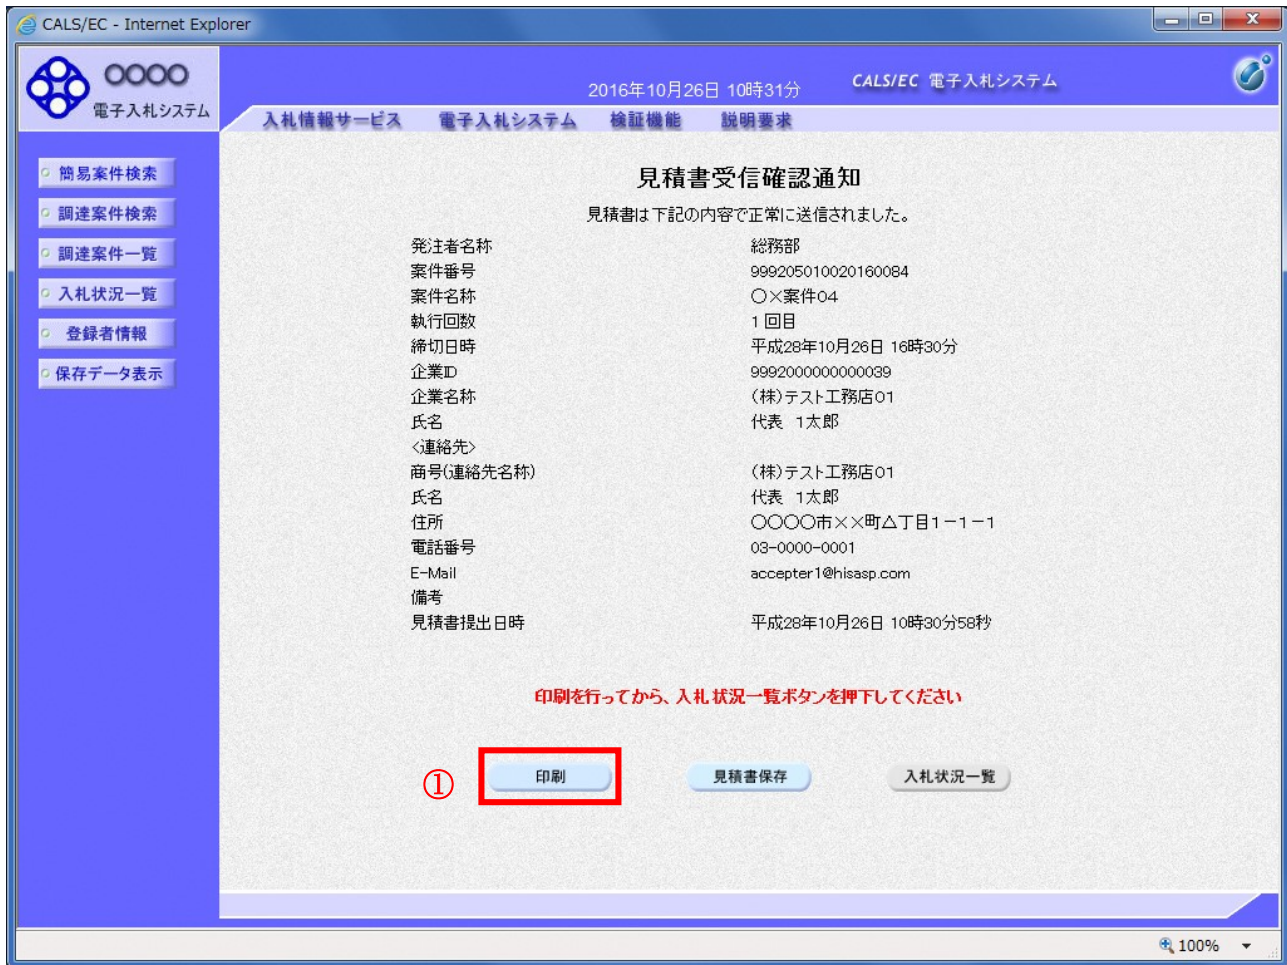 CALS/EC - Internet Explorer
〇〇〇〇
電子入札システム
2016年10月26日 10時31分
CALS/EC 電子入札システム
入札情報サービス 電子入札システム 検証機能 説明要求
簡易案件検索
調達案件検索
調達案件一覧
入札状況一覧
登録者情報
保存データ表示
見積書受信確認通知
見積書は下記の内容で正常に送信されました。
発注者名称 総務部
案件番号 999205010020160084
案件名称 〇×案件04
執行回数 1回目
締切日時 平成28年10月26日 16時30分
企業ID 9992000000000039
企業名称 (株)テスト工務店01
氏名 代表 1太郎
<連絡先>
商号(連絡先名称) (株)テスト工務店01
氏名 代表 1太郎
住所 〇〇〇〇市××町△丁目1-1-1
電話番号 03-0000-0001
E-Mail accepter1@hisasp.com
備考
見積書提出日時 平成28年10月26日 10時30分58秒
印刷を行ってから、入札状況一覧ボタンを押下してください
① 印刷 見積書保存 入札状況一覧
100%